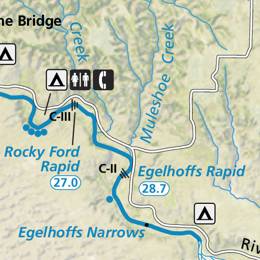 ne Bridge
Creek
Muleshoe Creek
C-III
Rocky Ford
Rapid
27.0
C-II
Egelhoffs Rapid
28.7
Egelhoffs Narrows
Riv